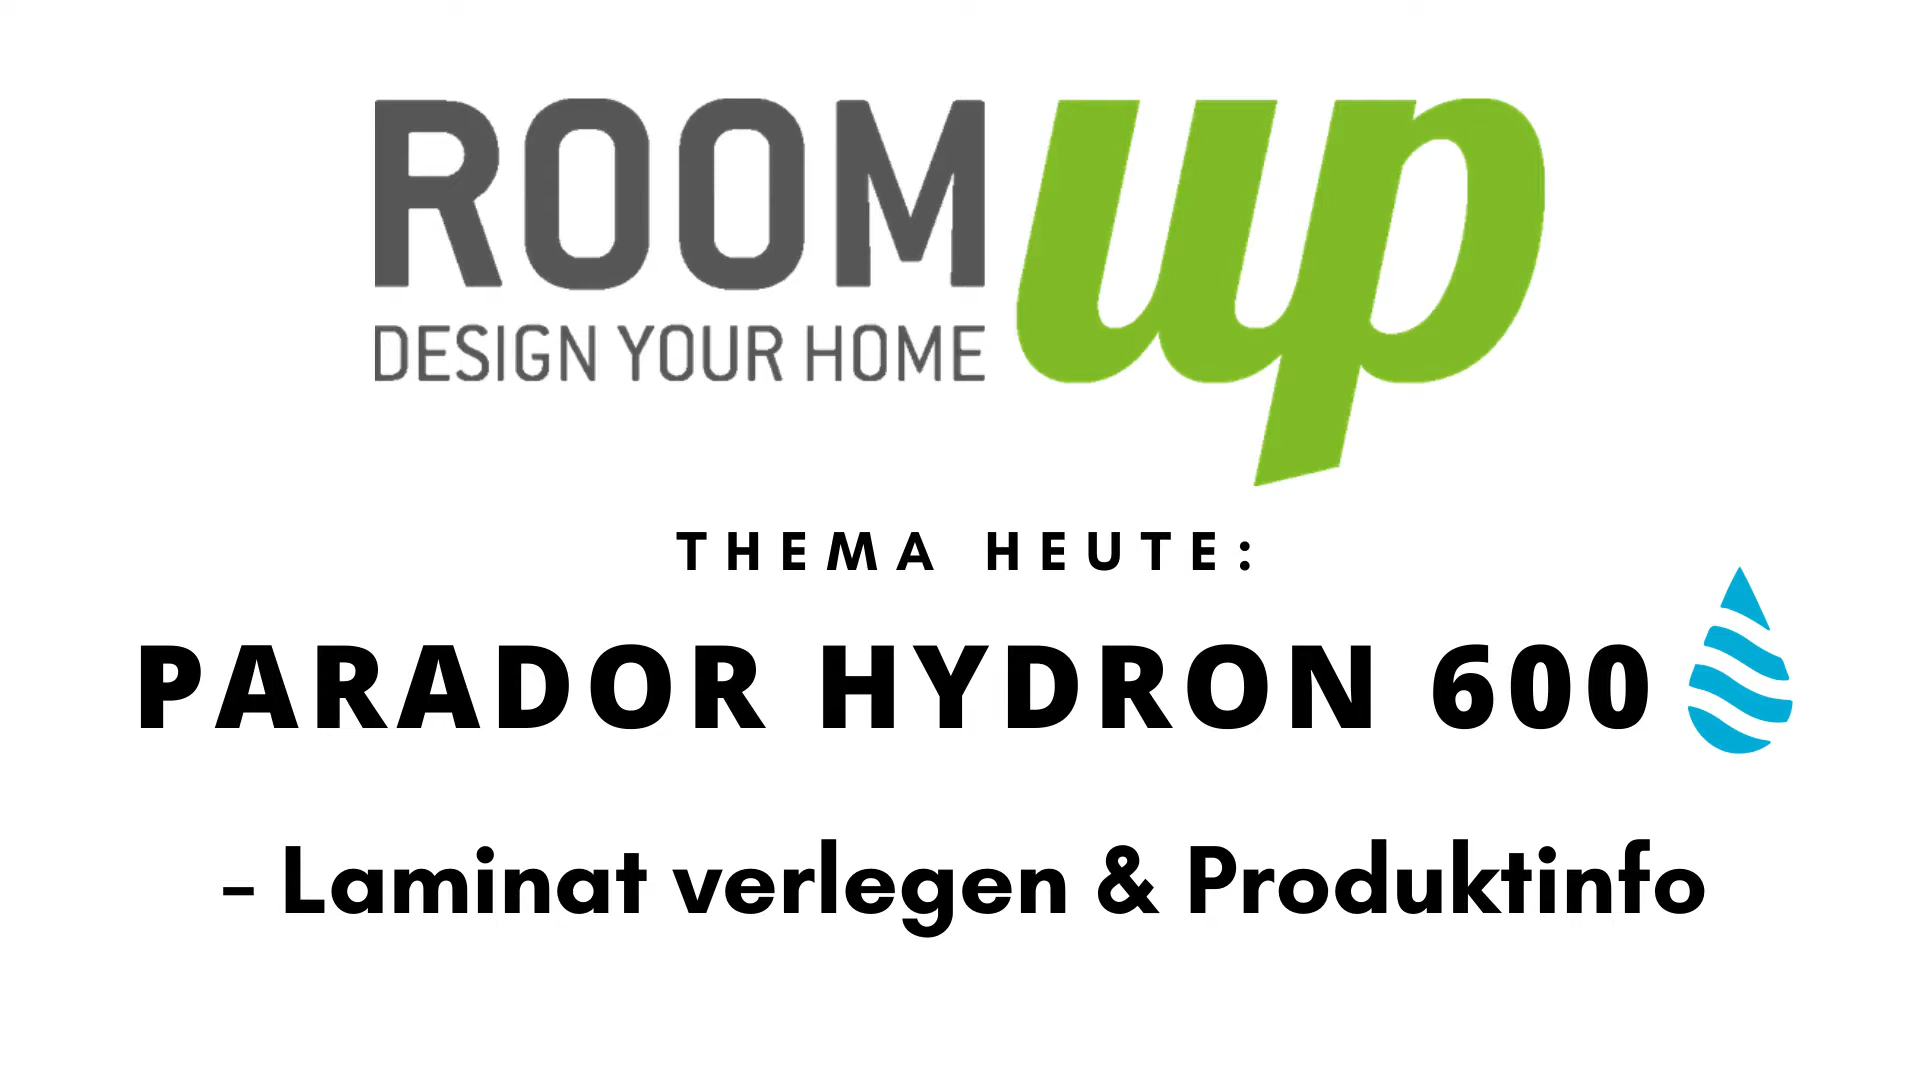 ROOM up
DESIGN YOUR HOME
THEMA HEUTE:
PARADOR HYDRON 600
– Laminat verlegen & Produktinfo